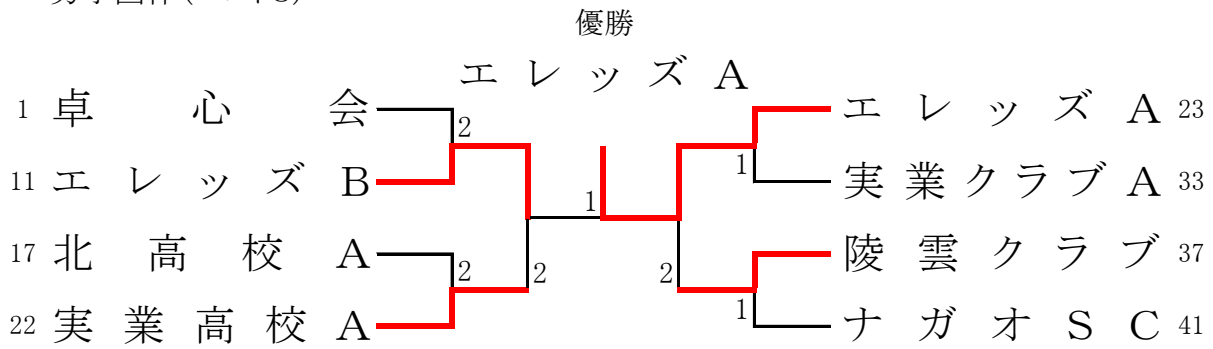 優勝
エレッズA
1 卓心会
11 エレッズB
17 北高校A
22 実業高校A
エレッズA 23
実業クラブA 33
陵雲クラブ 37
ナガオSC 41
2
1
1
2
2
2
1